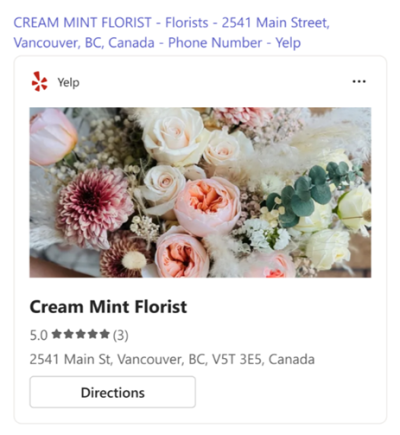 CREAM MINT FLORIST - Florists - 2541 Main Street,
Vancouver, BC, Canada - Phone Number - Yelp
Yelp
Cream Mint Florist
5.0 ★★★★★ (3)
2541 Main St, Vancouver, BC, V5T 3E5, Canada
Directions